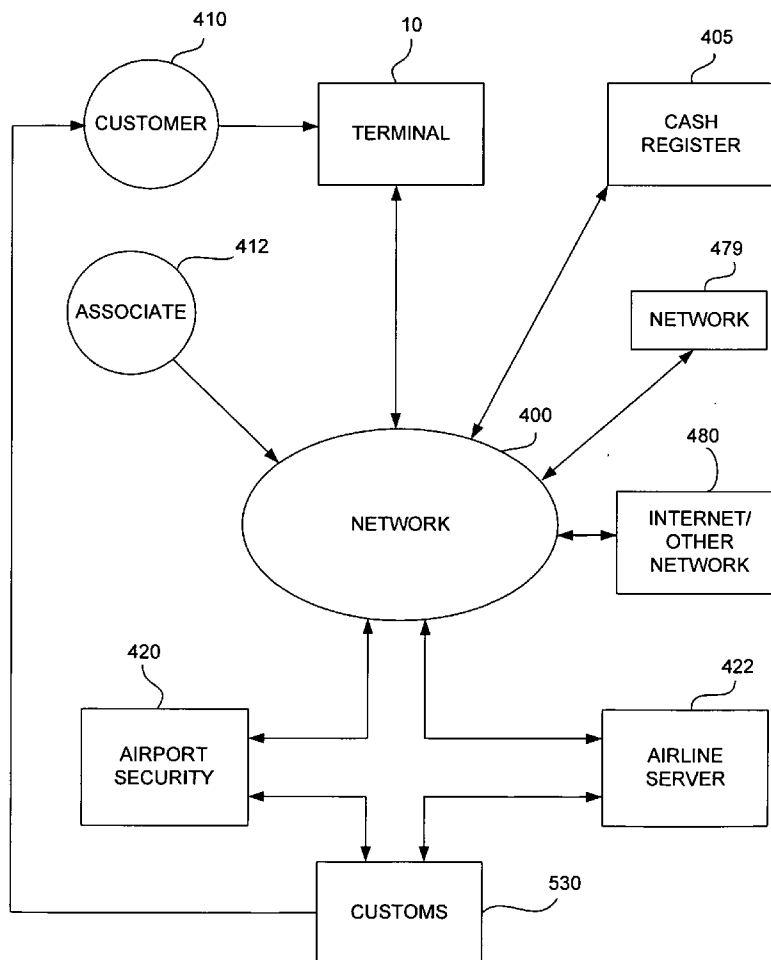 410
10
405
CUSTOMER
TERMINAL
CASH
REGISTER
412
479
ASSOCIATE
NETWORK
400
480
NETWORK
INTERNET/
OTHER
NETWORK
420
422
AIRPORT
SECURITY
AIRLINE
SERVER
CUSTOMS
530